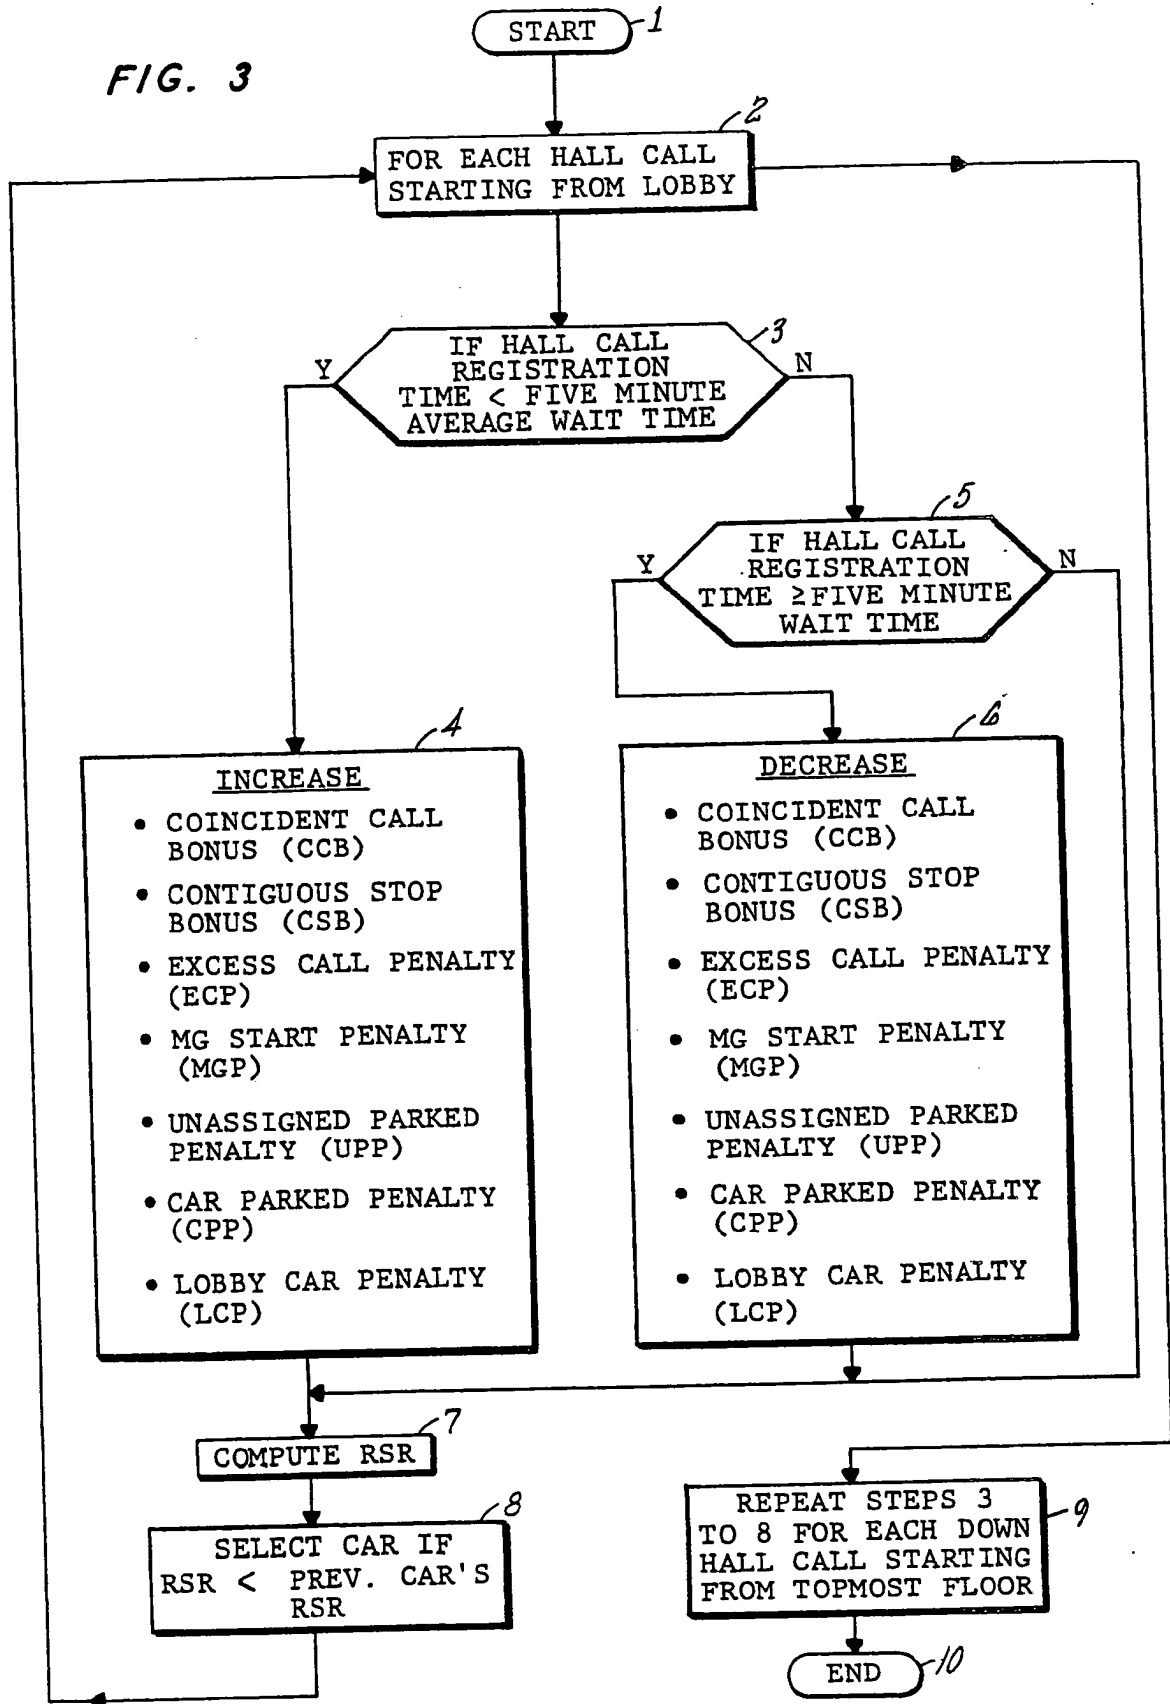 START
1
FIG. 3
2
FOR EACH HALL CALL
STARTING FROM LOBBY
3
IF HALL CALL
REGISTRATION
TIME < FIVE MINUTE
AVERAGE WAIT TIME
Y
N
5
IF HALL CALL
REGISTRATION
TIME ≥FIVE MINUTE
WAIT TIME
Y
N
4
INCREASE
• COINCIDENT CALL
BONUS (CCB)
• CONTIGUOUS STOP
BONUS (CSB)
• EXCESS CALL PENALTY
(ECP)
• MG START PENALTY
(MGP)
• UNASSIGNED PARKED
PENALTY (UPP)
• CAR PARKED PENALTY
(CPP)
• LOBBY CAR PENALTY
(LCP)
6
DECREASE
• COINCIDENT CALL
BONUS (CCB)
• CONTIGUOUS STOP
BONUS (CSB)
• EXCESS CALL PENALTY
(ECP)
• MG START PENALTY
(MGP)
• UNASSIGNED PARKED
PENALTY (UPP)
• CAR PARKED PENALTY
(CPP)
• LOBBY CAR PENALTY
(LCP)
7
COMPUTE RSR
8
SELECT CAR IF
RSR < PREV. CAR'S
RSR
9
REPEAT STEPS 3
TO 8 FOR EACH DOWN
HALL CALL STARTING
FROM TOPMOST FLOOR
END
10